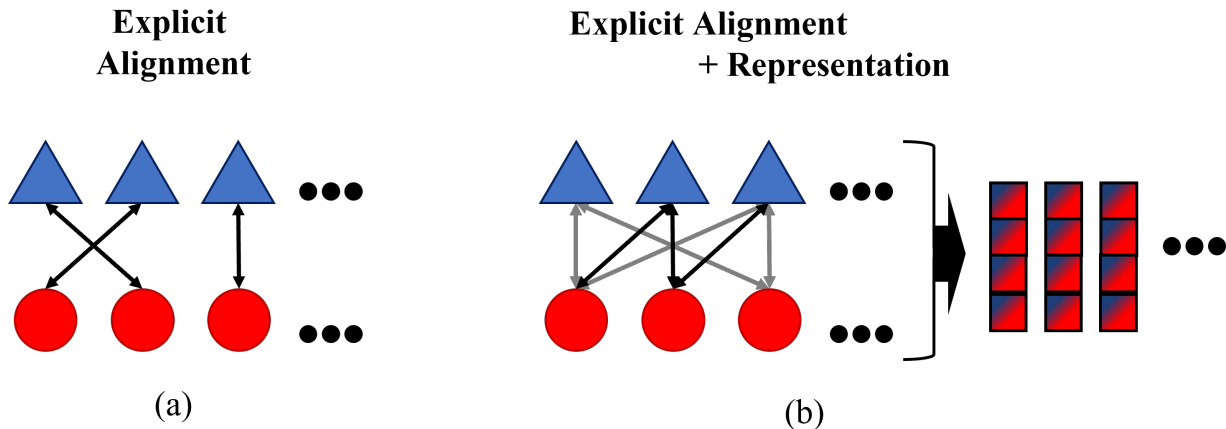 Explicit
Alignment
Explicit Alignment
+ Representation
(a)
(b)